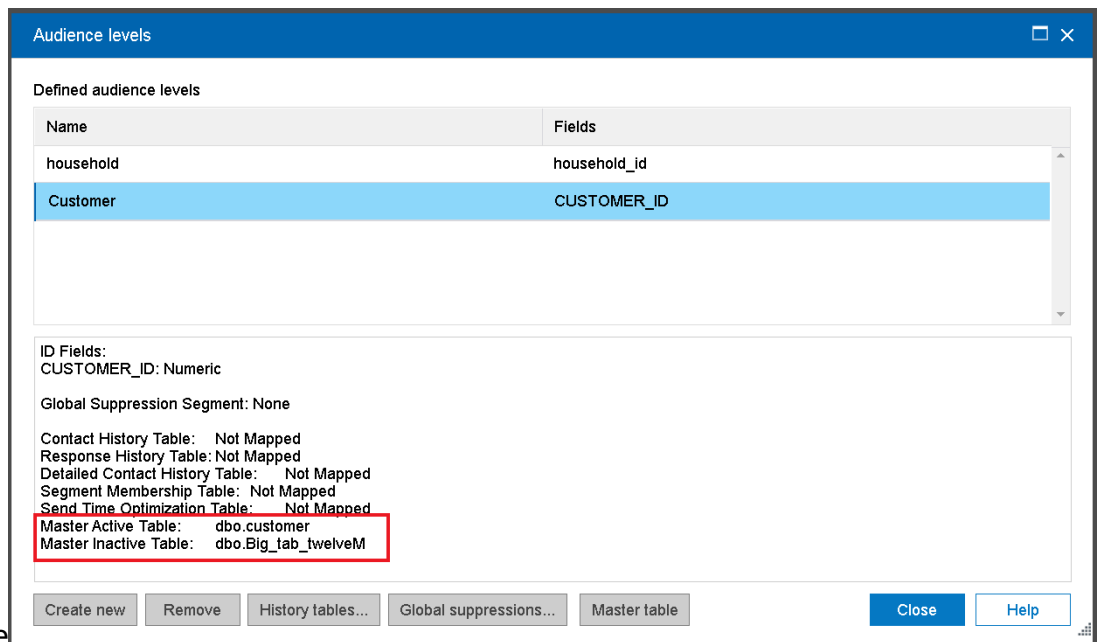 Audience levels
Defined audience levels
Name Fields
household household_id
Customer CUSTOMER_ID
ID Fields:
CUSTOMER_ID: Numeric
Global Suppression Segment: None
Contact History Table: Not Mapped
Response History Table: Not Mapped
Detailed Contact History Table: Not Mapped
Segment Membership Table: Not Mapped
Send Time Optimization Table: Not Mapped
Master Active Table: dbo.customer
Master Inactive Table: dbo.Big_tab_twelveM
Create new Remove History tables... Global suppressions... Master table Close Help
e